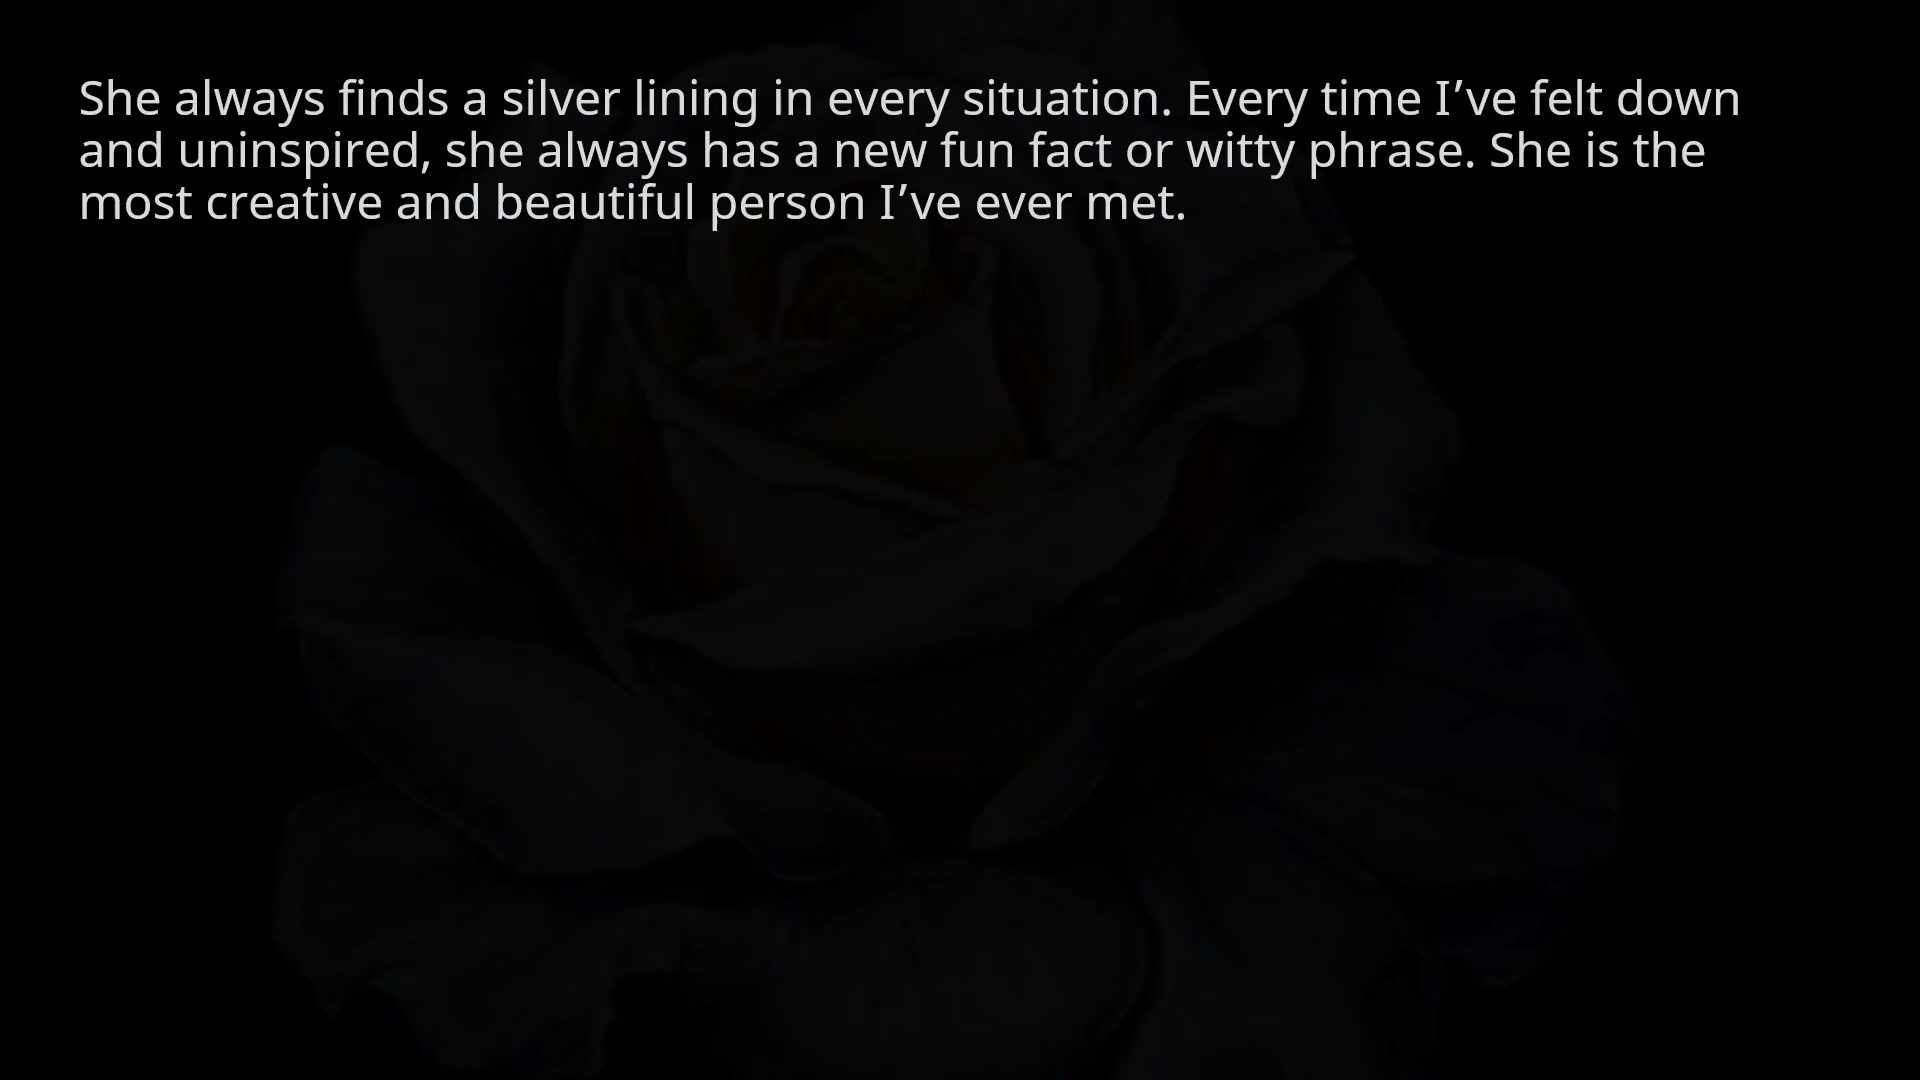 She always finds a silver lining in every situation. Every time I’ve felt down
and uninspired, she always has a new fun fact or witty phrase. She is the
most creative and beautiful person I’ve ever met.